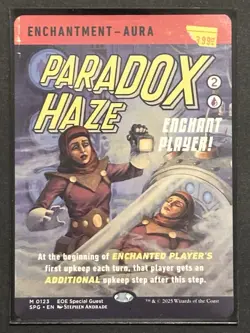 ENCHANTMENT – AURA
PARADOX
HAZE
2
ENCHANT
PLAYER!
At the beginning of ENCHANTED PLAYER'S
first upkeep each turn, that player gets an
ADDITIONAL upkeep step after this step.
M 0123 EOE Special Guest
SPG • EN STEPHEN ANDRADE
™ & © 2025 Wizards of the Coast